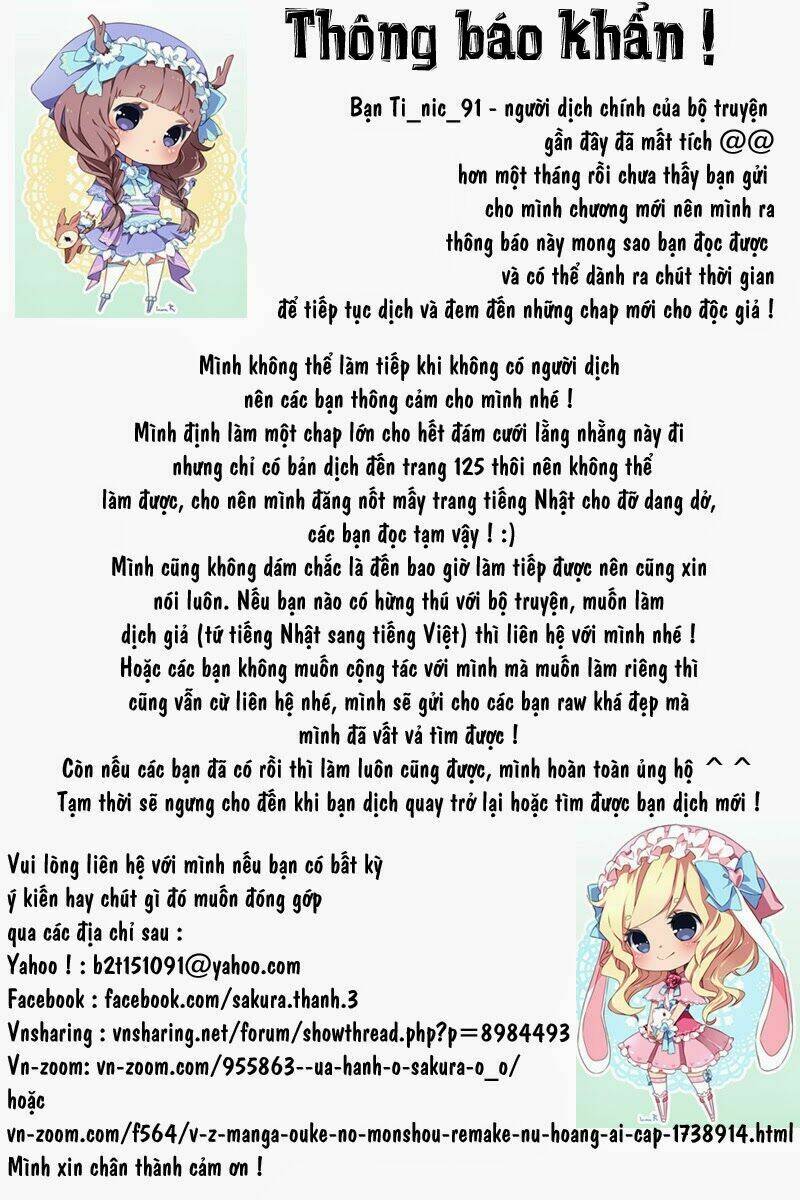 Thông báo khẩn !
Bạn Ti_nic_91 - người dịch chính của bộ truyện
gần đây đã mất tích @@
hơn một tháng rồi chưa thấy bạn gửi
cho mình chương mới nên mình ra
thông báo này mong sao bạn đọc được
và có thể dành ra chút thời gian
để tiếp tục dịch và đem đến những chap mới cho độc giả !
Mình không thể làm tiếp khi không có người dịch
nên các bạn thông cảm cho mình nhé !
Mình định làm một chap lớn cho hết đám cưới lằng nhằng này đi
nhưng chỉ có bản dịch đến trang 125 thôi nên không thể
làm được, cho nên mình đăng nốt mấy trang tiếng Nhật cho đỡ dang dở,
các bạn đọc tạm vậy ! :)
Mình cũng không dám chắc là đến bao giờ làm tiếp được nên cũng xin
nói luôn. Nếu bạn nào có hừng thú với bộ truyện, muốn làm
dịch giả (tứ tiếng Nhật sang tiếng Việt) thì liên hệ với mình nhé !
Hoặc các bạn không muốn cộng tác với mình mà muốn làm riêng thì
cũng vẫn cừ liên hệ nhé, mình sẽ gửi cho các bạn raw khá đẹp mà
mình đã vất vả tìm được !
Còn nếu các bạn đã có rồi thì làm luôn cũng được, mình hoàn toàn ủng hộ ^ ^
Tạm thời sẽ ngưng cho đến khi bạn dịch quay trở lại hoặc tìm được bạn dịch mới !
Vui lòng liên hệ với mình nếu bạn có bất kỳ
ý kiến hay chút gì đó muốn đóng gớp
qua các địa chỉ sau :
Yahoo ! : b2t151091@yahoo.com
Facebook : facebook.com/sakura.thanh.3
Vnsharing : vnsharing.net/forum/showthread.php?p=8984493
Vn-zoom: vn-zoom.com/955863--ua-hanh-o-sakura-o_o/
hoặc
vn-zoom.com/f564/v-z-manga-ouke-no-monshou-remake-nu-hoang-ai-cap-1738914.html
Mình xin chân thành cảm ơn !